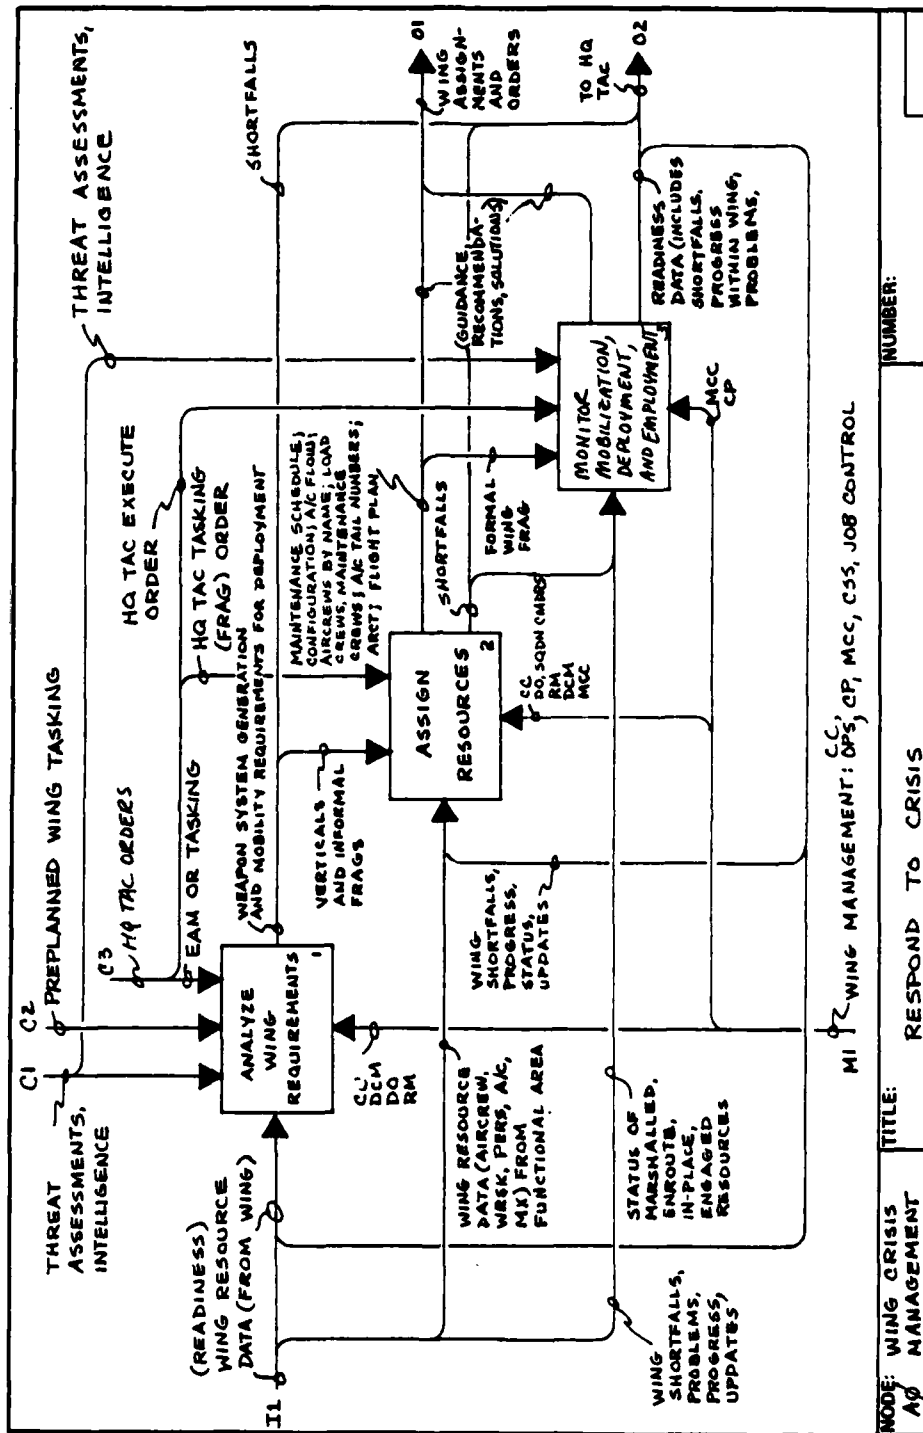 C1
C2
PREPLANNED WING TASKING
C3
HQ TAC ORDERS
EAM OR TASKING
HQ TAC EXECUTE
ORDER
HQ TAC TASKING
(FRAG) ORDER
THREAT ASSESSMENTS,
INTELLIGENCE
THREAT
ASSESSMENTS,
INTELLIGENCE
(READINESS)
WING RESOURCE
DATA (FROM WING)
I1
ANALYZE
WING
REQUIREMENTS
1
WEAPON SYSTEM GENERATION
AND MOBILITY REQUIREMENTS FOR DEPLOYMENT
SHORTFALLS
VERTICALS
AND INFORMAL
FRAGS
MAINTENANCE SCHEDULE;
CONFIGURATION; A/C FLOW;
AIRCREWS BY NAME; LOAD
CREWS, MAINTENANCE
CREWS; A/C TAIL NUMBERS;
ARCT; FLIGHT PLAN
CC,
DCM
DO
RM
ASSIGN
RESOURCES
2
SHORTFALLS
FORMAL
WING
FRAG
(GUIDANCE,
RECOMMENDA-
TIONS, SOLUTIONS)
O1
WING
ASSIGN-
MENTS
AND
ORDERS
TO HQ
TAC
O2
CC
DO, SQDN CMDRS
RM
DCM
MCC
MONITOR
MOBILIZATION,
DEPLOYMENT,
AND EMPLOYMENT
3
READINESS
DATA (INCLUDES
SHORTFALLS,
PROGRESS
WITHIN WING,
PROBLEMS,
MCC
CP
WING RESOURCE
DATA (AIRCREW,
WRSK, PERS, A/C,
MX) FROM
FUNCTIONAL AREA
WING
SHORTFALLS,
PROGRESS,
STATUS,
UPDATES
STATUS OF
MARSHALLED,
ENROUTE,
IN-PLACE,
ENGAGED
RESOURCES
WING
SHORTFALLS,
PROBLEMS,
PROGRESS,
UPDATES
M1
WING MANAGEMENT: CC, OPS, CP, MCC, CSS, JOB CONTROL
NODE: WING CRISIS
AØ MANAGEMENT
TITLE:
RESPOND TO CRISIS
NUMBER: